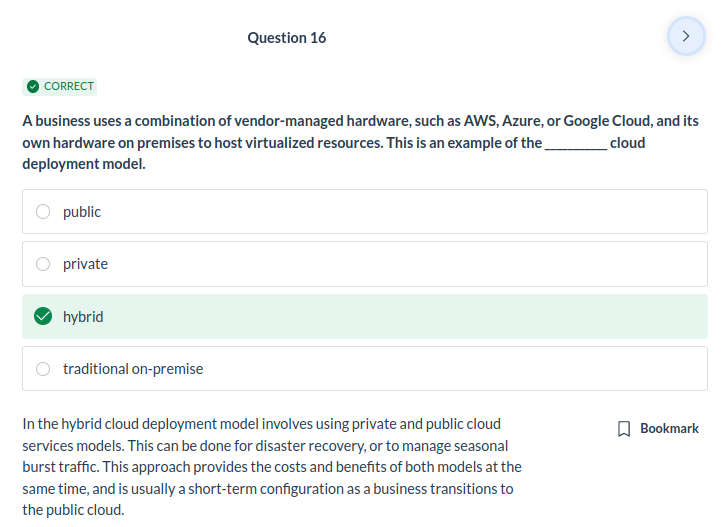 Question 16
CORRECT
A business uses a combination of vendor-managed hardware, such as AWS, Azure, or Google Cloud, and its
own hardware on premises to host virtualized resources. This is an example of the __________ cloud
deployment model.
public
private
hybrid
traditional on-premise
In the hybrid cloud deployment model involves using private and public cloud
services models. This can be done for disaster recovery, or to manage seasonal
burst traffic. This approach provides the costs and benefits of both models at the
same time, and is usually a short-term configuration as a business transitions to
the public cloud.
Bookmark